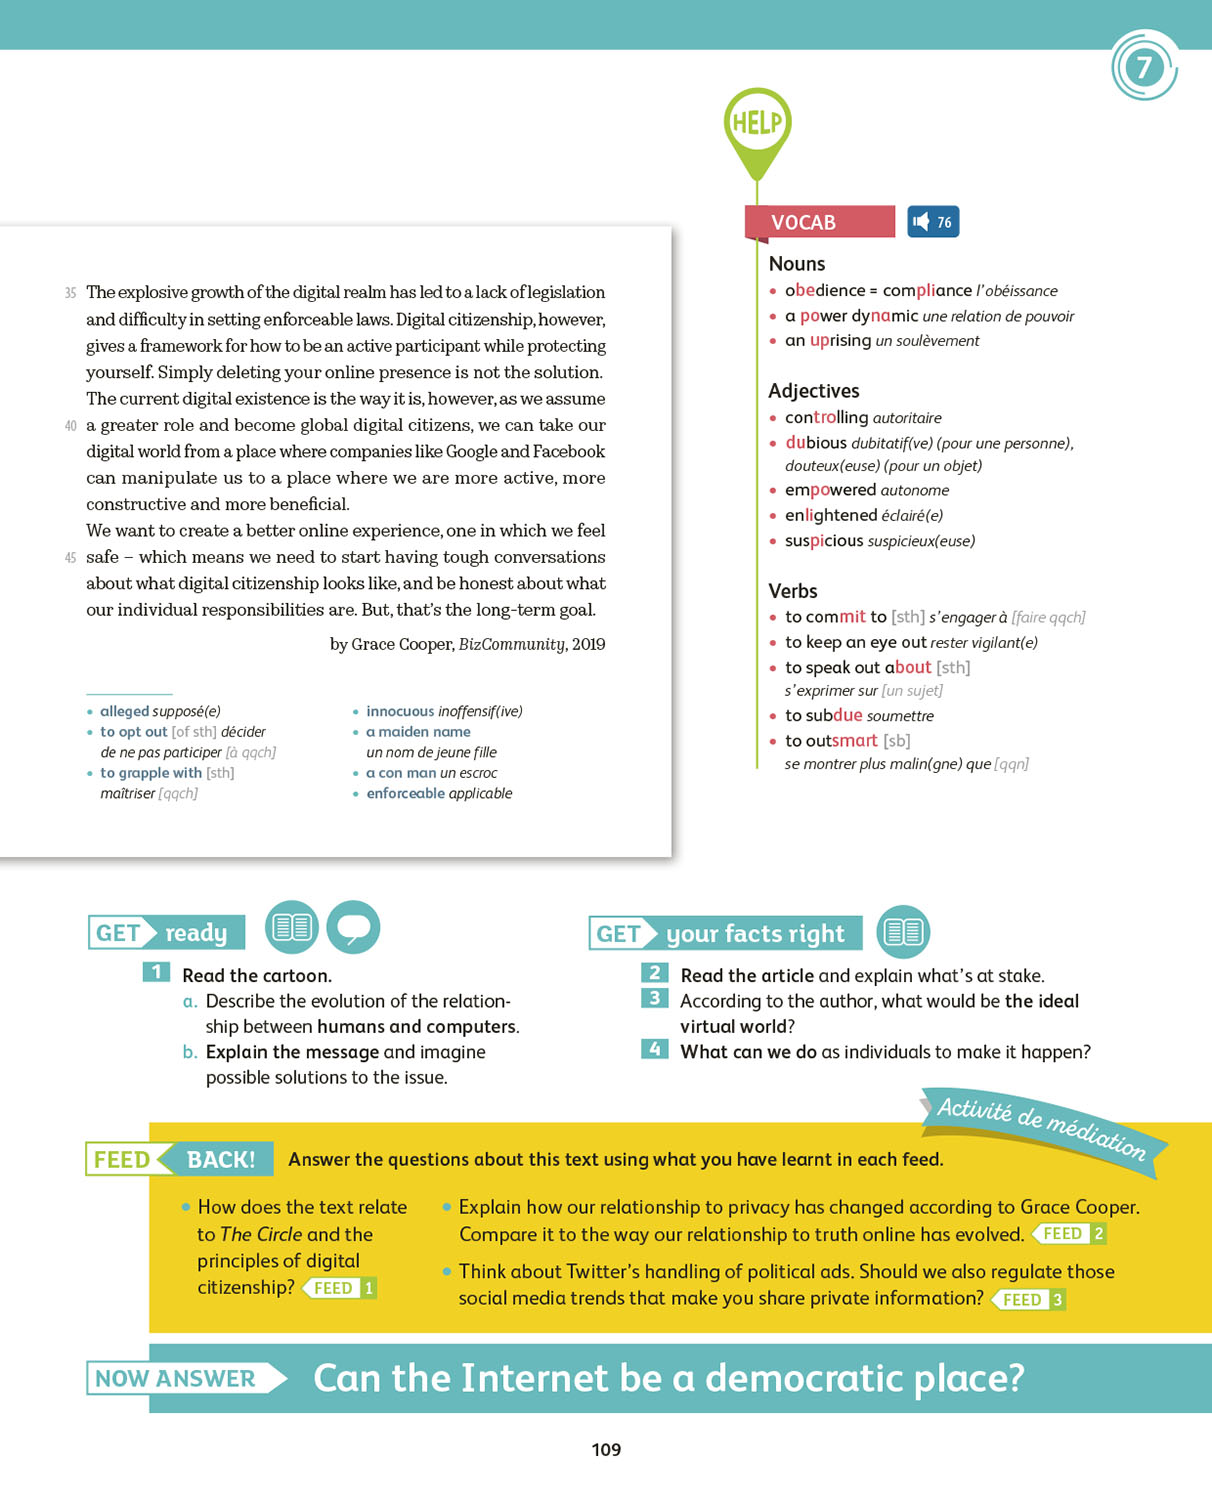 7
HELP
VOCAB
76
Nouns
• obedience = compliance l'obéissance
• a power dynamic une relation de pouvoir
• an uprising un soulèvement
Adjectives
• controlling autoritaire
• dubious dubitatif(ve) (pour une personne),
douteux(euse) (pour un objet)
• empowered autonome
• enlightened éclairé(e)
• suspicious suspicieux(euse)
Verbs
• to commit to [sth] s'engager à [faire qqch]
• to keep an eye out rester vigilant(e)
• to speak out about [sth]
s'exprimer sur [un sujet]
• to subdue soumettre
• to outsmart [sb]
se montrer plus malin(gne) que [qqn]
35 The explosive growth of the digital realm has led to a lack of legislation
and difficulty in setting enforceable laws. Digital citizenship, however,
gives a framework for how to be an active participant while protecting
yourself. Simply deleting your online presence is not the solution.
The current digital existence is the way it is, however, as we assume
40 a greater role and become global digital citizens, we can take our
digital world from a place where companies like Google and Facebook
can manipulate us to a place where we are more active, more
constructive and more beneficial.
We want to create a better online experience, one in which we feel
45 safe – which means we need to start having tough conversations
about what digital citizenship looks like, and be honest about what
our individual responsibilities are. But, that's the long-term goal.
by Grace Cooper, BizCommunity, 2019
• alleged supposé(e)
• to opt out [of sth] décider
de ne pas participer [à qqch]
• to grapple with [sth]
maîtriser [qqch]
• innocuous inoffensif(ive)
• a maiden name
un nom de jeune fille
• a con man un escroc
• enforceable applicable
GET ready
1 Read the cartoon.
a. Describe the evolution of the relation-
ship between humans and computers.
b. Explain the message and imagine
possible solutions to the issue.
GET your facts right
2 Read the article and explain what's at stake.
3 According to the author, what would be the ideal
virtual world?
4 What can we do as individuals to make it happen?
Activité de médiation
FEED BACK! Answer the questions about this text using what you have learnt in each feed.
• How does the text relate
to The Circle and the
principles of digital
citizenship? FEED 1
• Explain how our relationship to privacy has changed according to Grace Cooper.
Compare it to the way our relationship to truth online has evolved. FEED 2
• Think about Twitter's handling of political ads. Should we also regulate those
social media trends that make you share private information? FEED 3
NOW ANSWER Can the Internet be a democratic place?
109